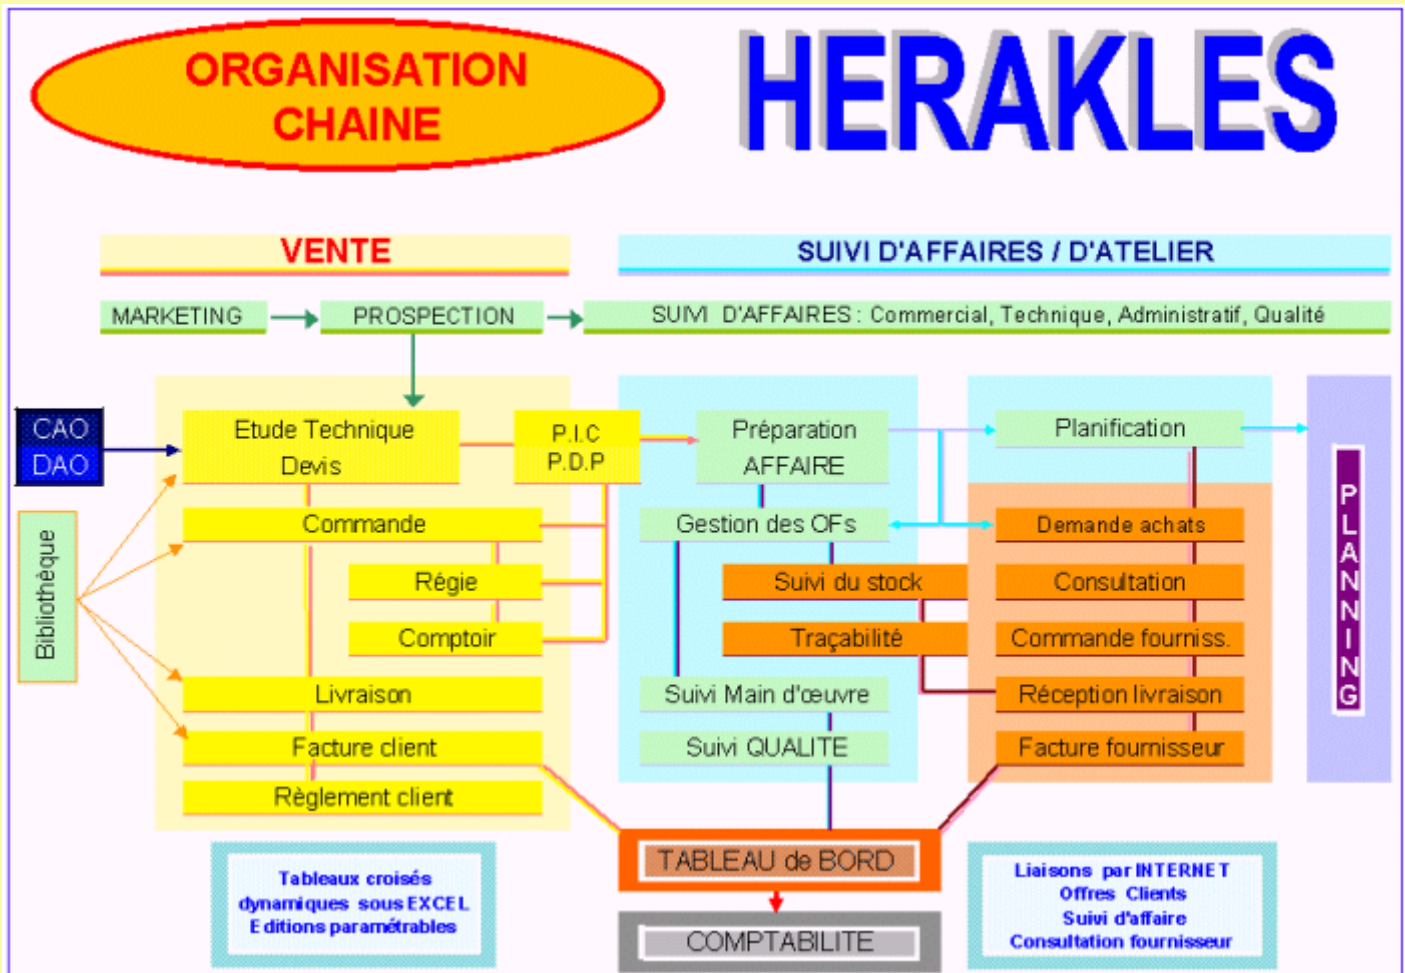 ORGANISATION
CHAINE
HERAKLES
VENTE
SUIVI D'AFFAIRES / D'ATELIER
MARKETING
PROSPECTION
SUIVI D'AFFAIRES : Commercial, Technique, Administratif, Qualité
CAO
DAO
Bibliothèque
Etude Technique
Devis
P.I.C
P.D.P
Commande
Régie
Comptoir
Livraison
Facture client
Règlement client
Préparation
AFFAIRE
Gestion des OFs
Suivi du stock
Traçabilité
Suivi Main d'œuvre
Suivi QUALITE
Planification
Demande achats
Consultation
Commande fourniss.
Réception livraison
Facture fournisseur
PLANNING
TABLEAU de BORD
COMPTABILITE
Tableaux croisés
dynamiques sous EXCEL
Editions paramétrables
Liaisons par INTERNET
Offres Clients
Suivi d'affaire
Consultation fournisseur